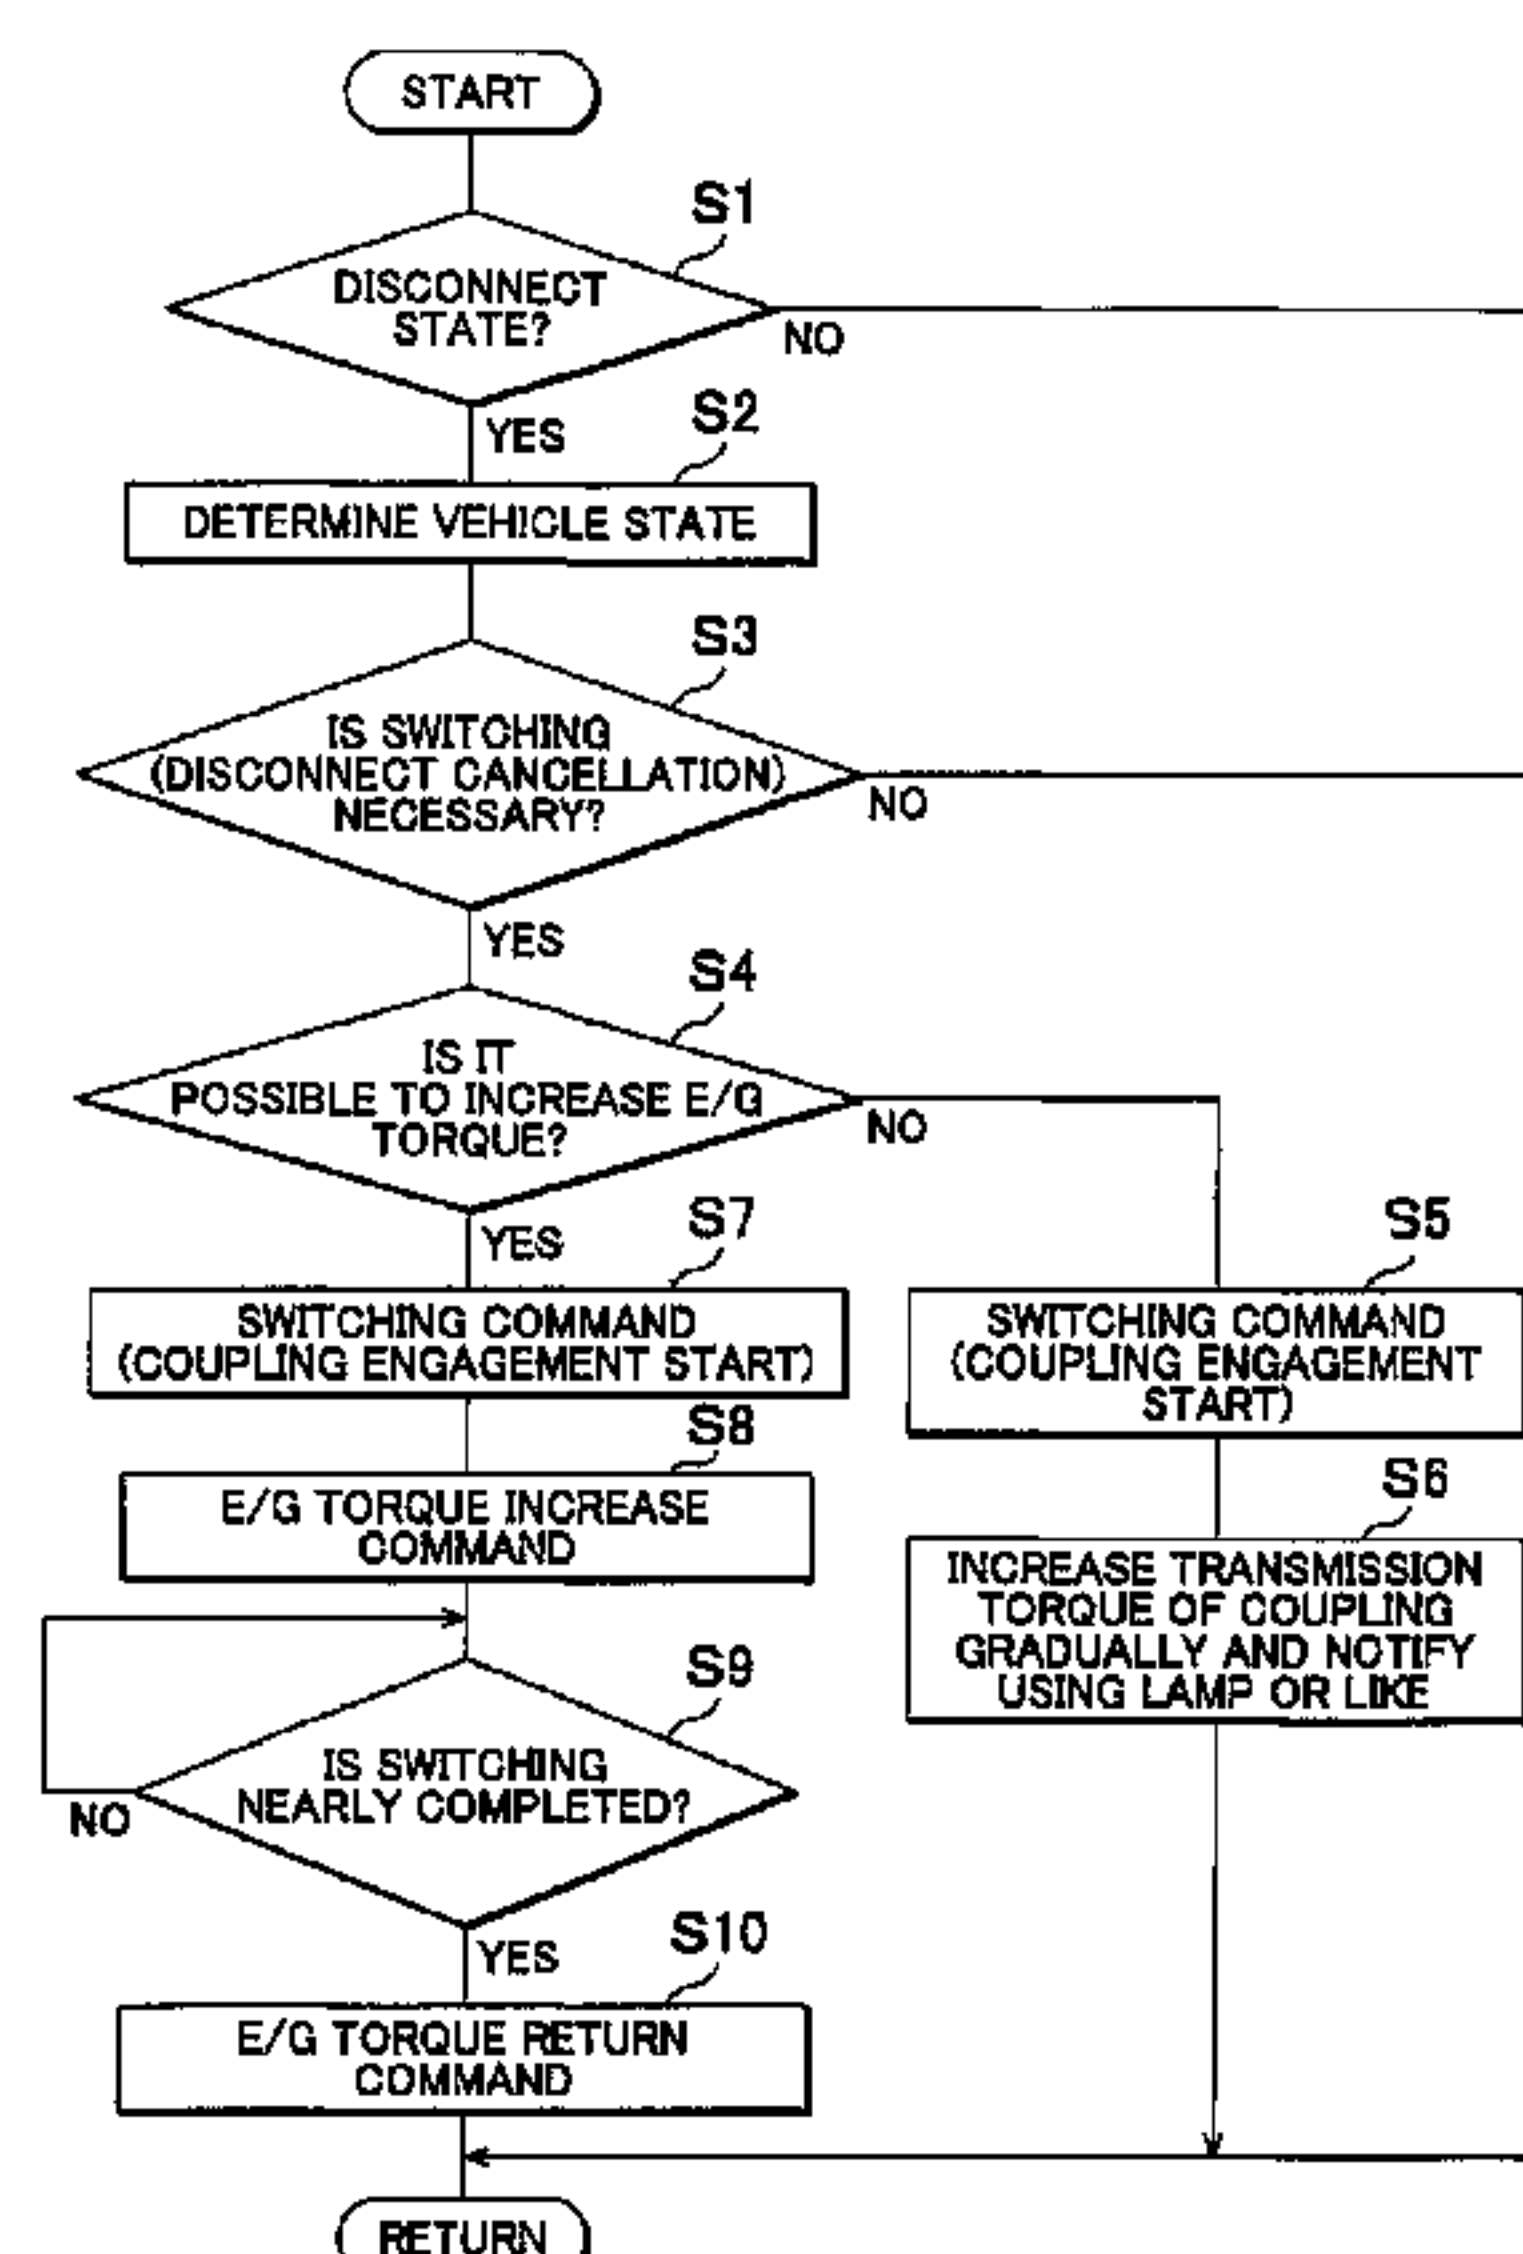 START
S1
DISCONNECT
STATE?
NO
YES
S2
DETERMINE VEHICLE STATE
S3
IS SWITCHING
(DISCONNECT CANCELLATION)
NECESSARY?
NO
YES
S4
IS IT
POSSIBLE TO INCREASE E/G
TORQUE?
NO
YES
S7
SWITCHING COMMAND
(COUPLING ENGAGEMENT START)
S5
SWITCHING COMMAND
(COUPLING ENGAGEMENT
START)
S8
E/G TORQUE INCREASE
COMMAND
S6
INCREASE TRANSMISSION
TORQUE OF COUPLING
GRADUALLY AND NOTIFY
USING LAMP OR LIKE
S9
IS SWITCHING
NEARLY COMPLETED?
NO
YES
S10
E/G TORQUE RETURN
COMMAND
RETURN